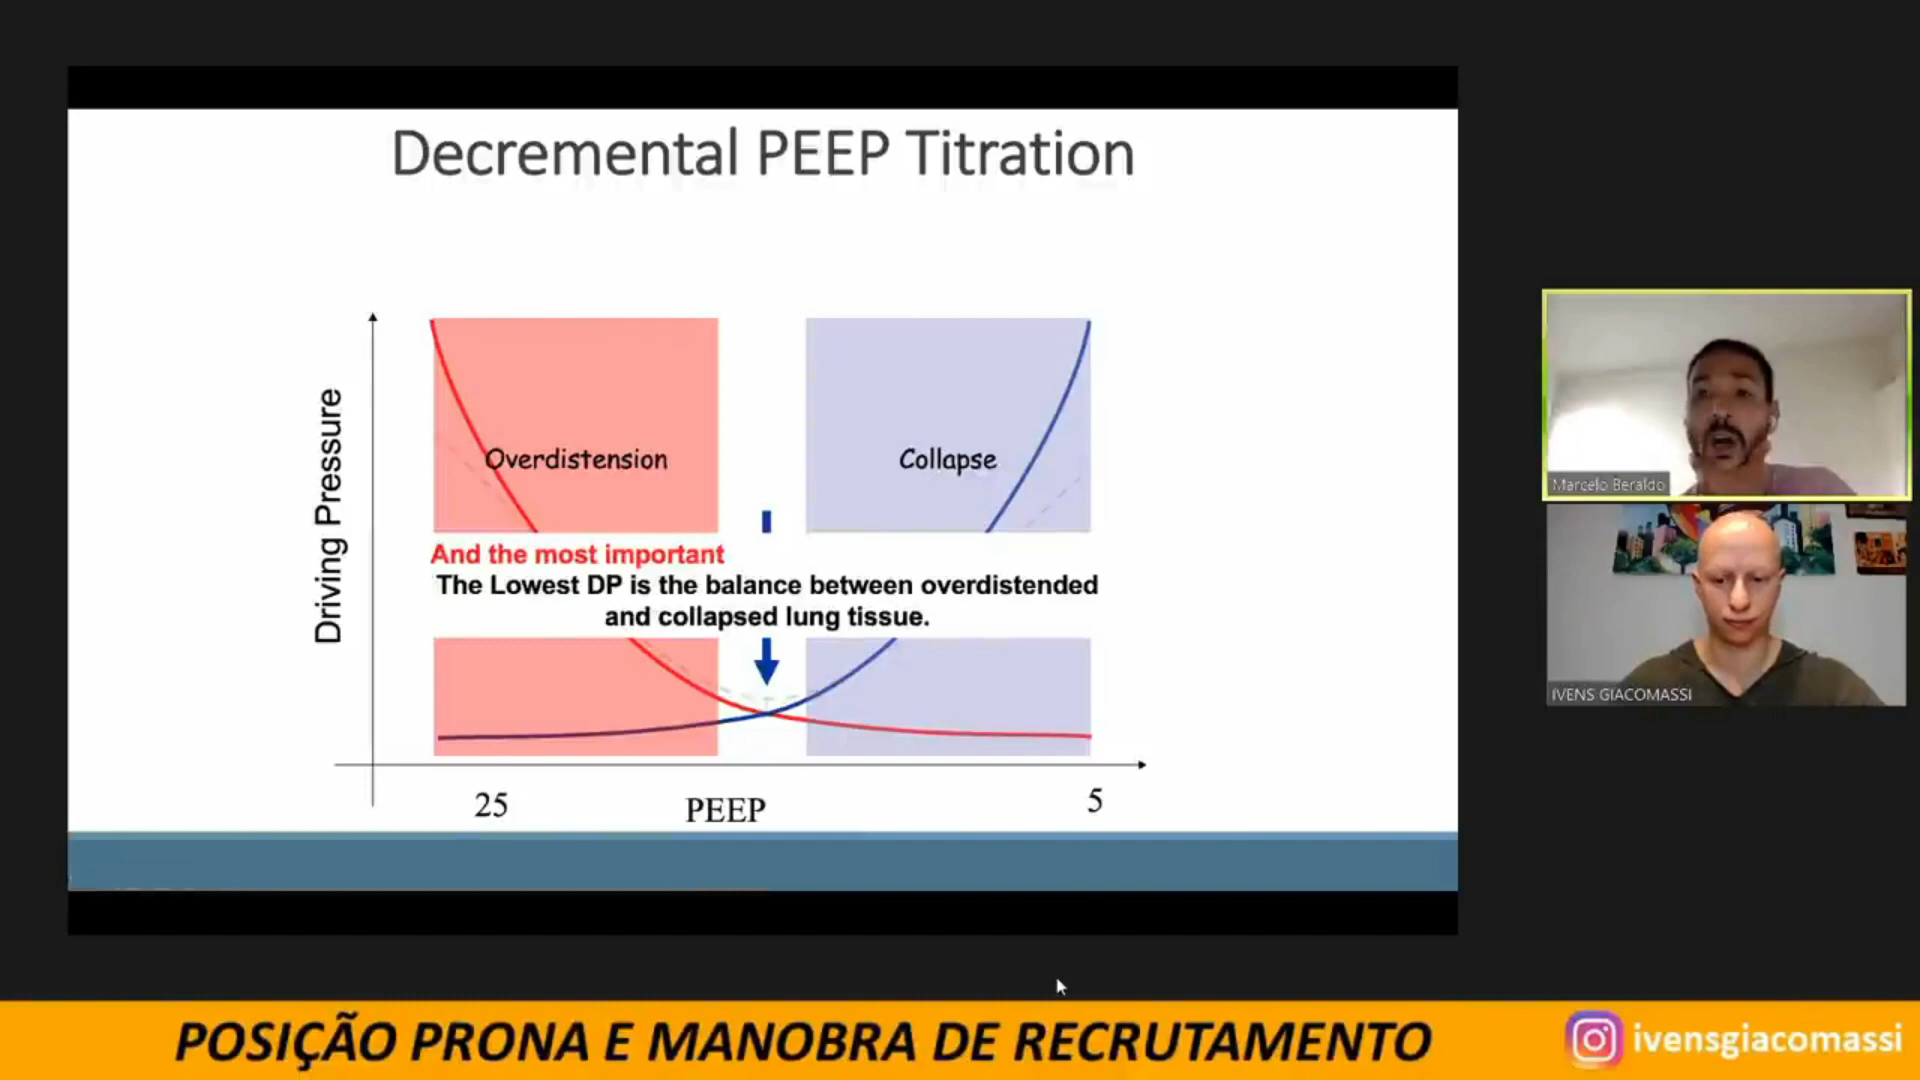 Decremental PEEP Titration
Driving Pressure
Overdistension
Collapse
And the most important
The Lowest DP is the balance between overdistended
and collapsed lung tissue.
25
PEEP
5
Marcelo Beraldo
IVENS GIACOMASSI
POSIÇÃO PRONA E MANOBRA DE RECRUTAMENTO
ivensgiacomassi